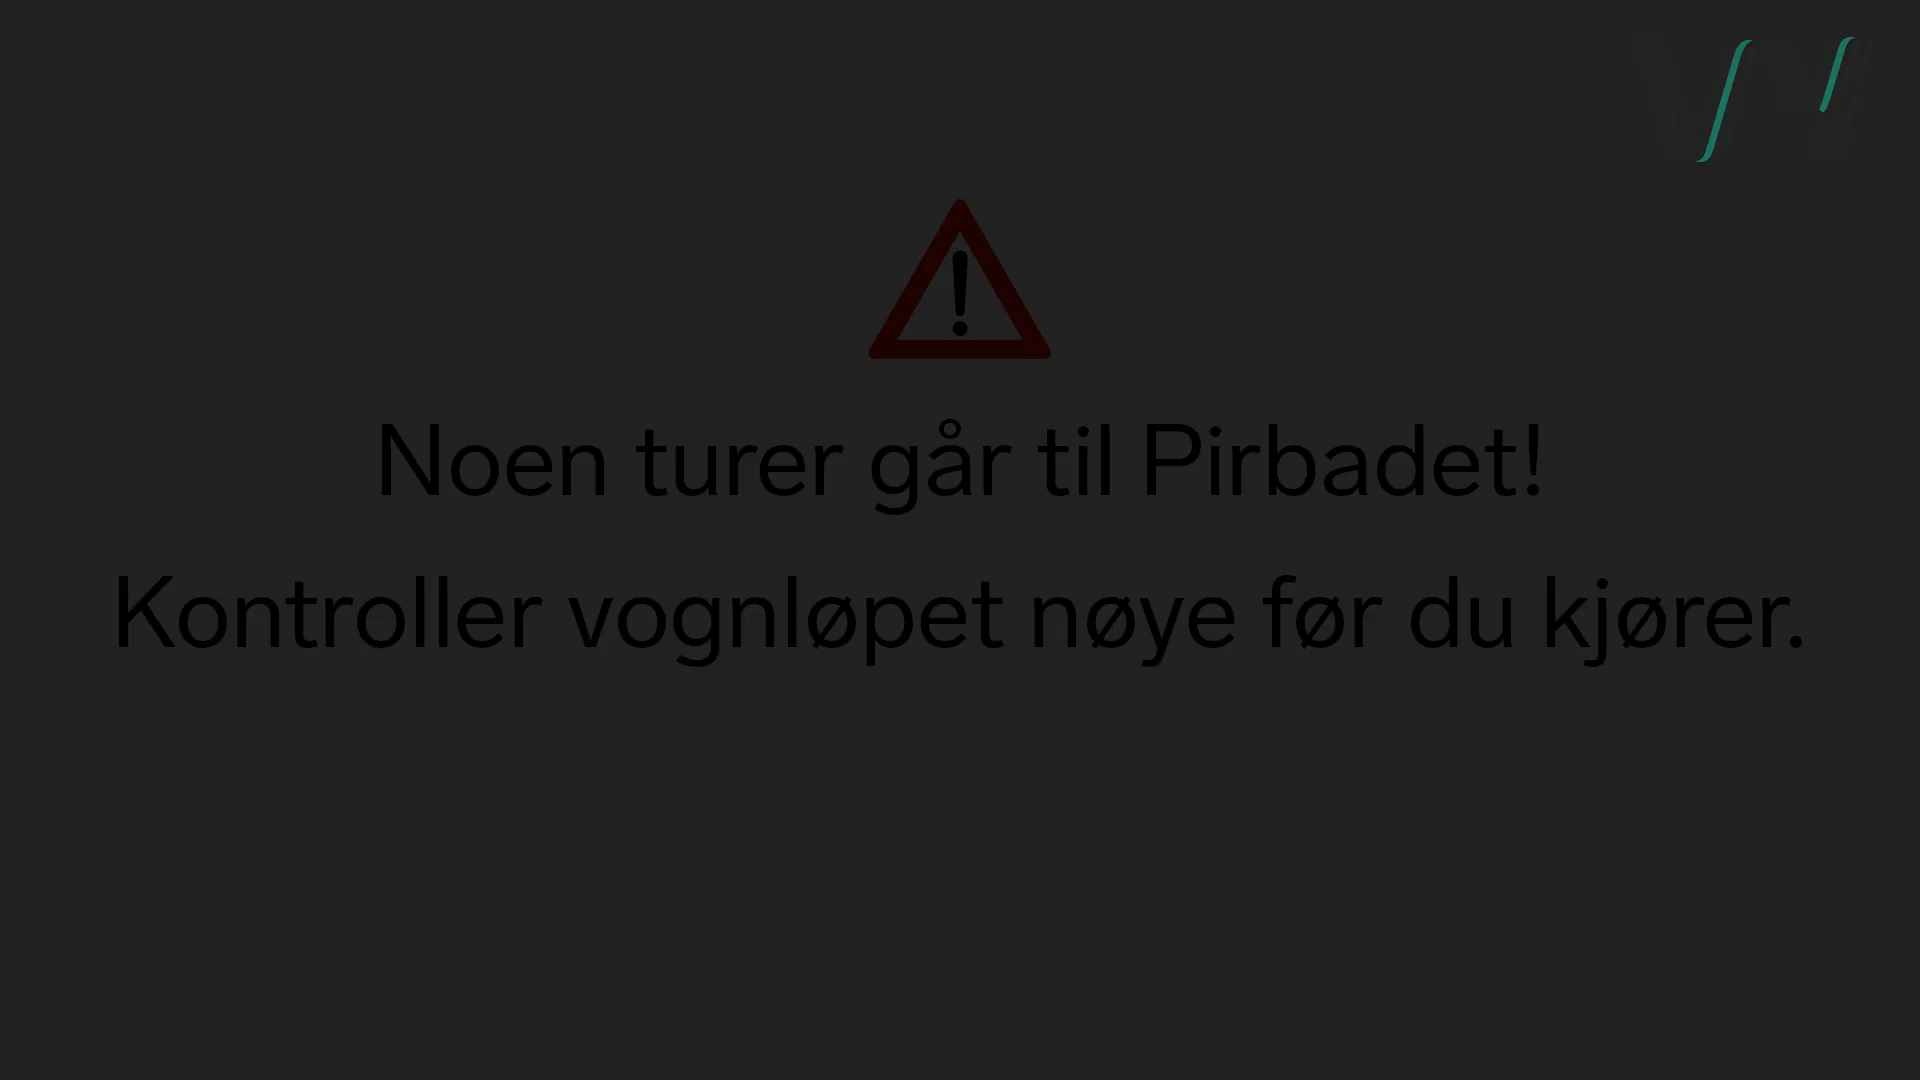 Noen turer går til Pirbadet!
Kontroller vognløpet nøye før du kjører.